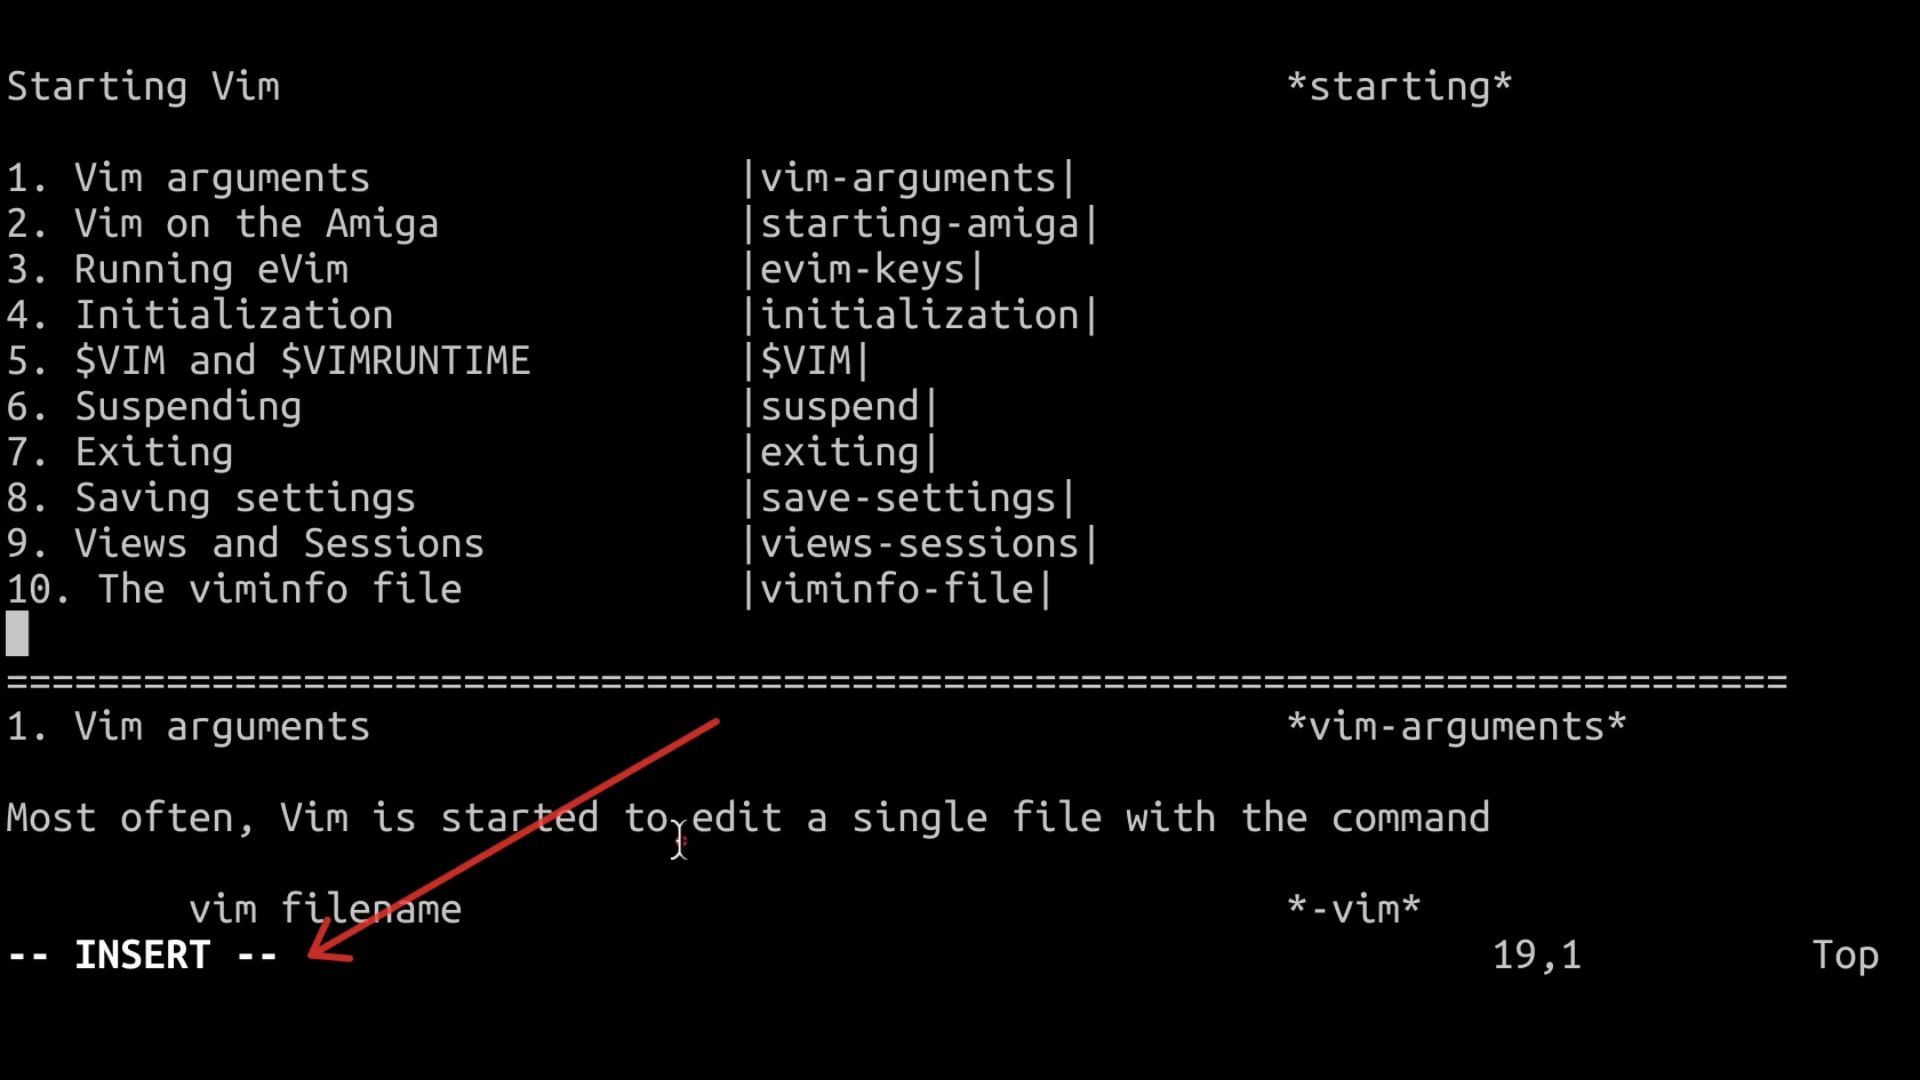 Starting Vim *starting*
1. Vim arguments |vim-arguments|
2. Vim on the Amiga |starting-amiga|
3. Running eVim |evim-keys|
4. Initialization |initialization|
5. $VIM and $VIMRUNTIME |$VIM|
6. Suspending |suspend|
7. Exiting |exiting|
8. Saving settings |save-settings|
9. Views and Sessions |views-sessions|
10. The viminfo file |viminfo-file|
==============================================================================
1. Vim arguments *vim-arguments*
Most often, Vim is started to edit a single file with the command
vim filename *-vim*
-- INSERT -- 19,1 Top